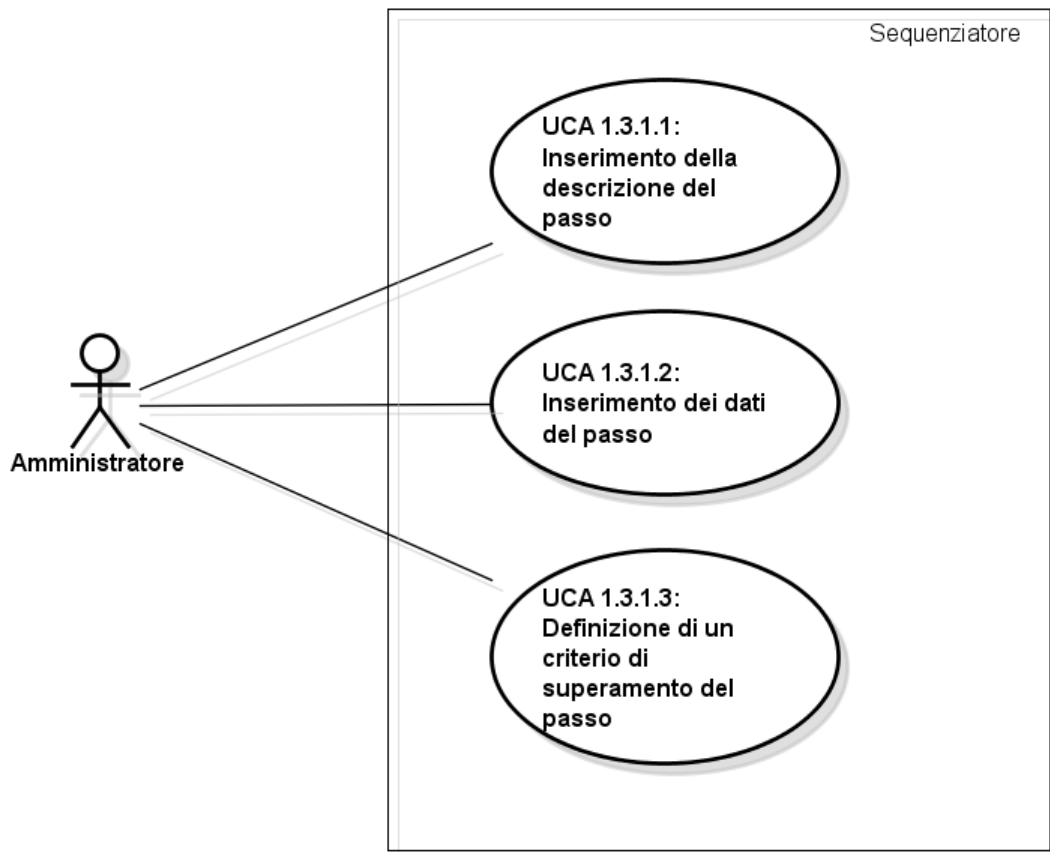 Sequenziatore
UCA 1.3.1.1:
Inserimento della
descrizione del
passo
UCA 1.3.1.2:
Inserimento dei dati
del passo
Amministratore
UCA 1.3.1.3:
Definizione di un
criterio di
superamento del
passo